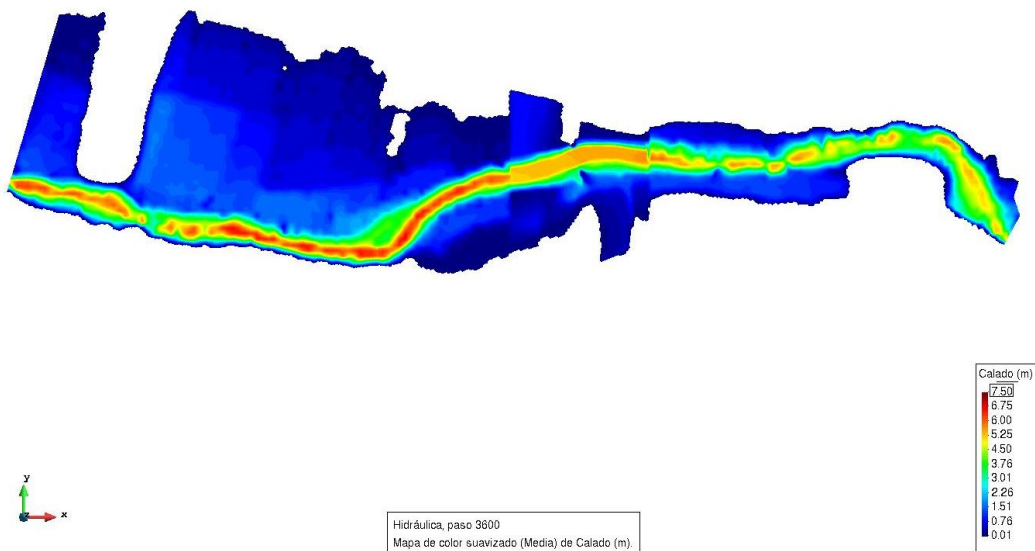 Calado (m)
7.50
6.75
6.00
5.25
4.50
3.76
3.01
2.26
1.51
0.76
0.01
y
z
x
Hidráulica, paso 3600
Mapa de color suavizado (Media) de Calado (m).